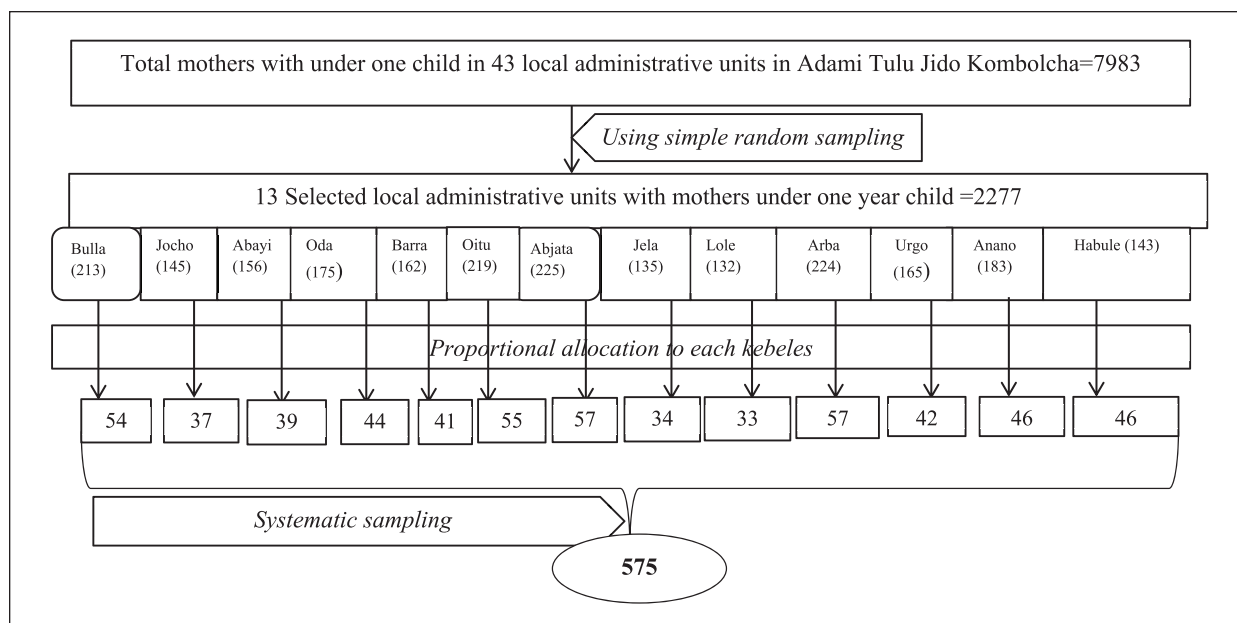 Total mothers with under one child in 43 local administrative units in Adami Tulu Jido Kombolcha=7983
Using simple random sampling
13 Selected local administrative units with mothers under one year child =2277
Bulla
(213)
Jocho
(145)
Abayi
(156)
Oda
(175)
Barra
(162)
Oitu
(219)
Abjata
(225)
Jela
(135)
Lole
(132)
Arba
(224)
Urgo
(165)
Anano
(183)
Habule (143)
Proportional allocation to each kebeles
54
37
39
44
41
55
57
34
33
57
42
46
46
Systematic sampling
575